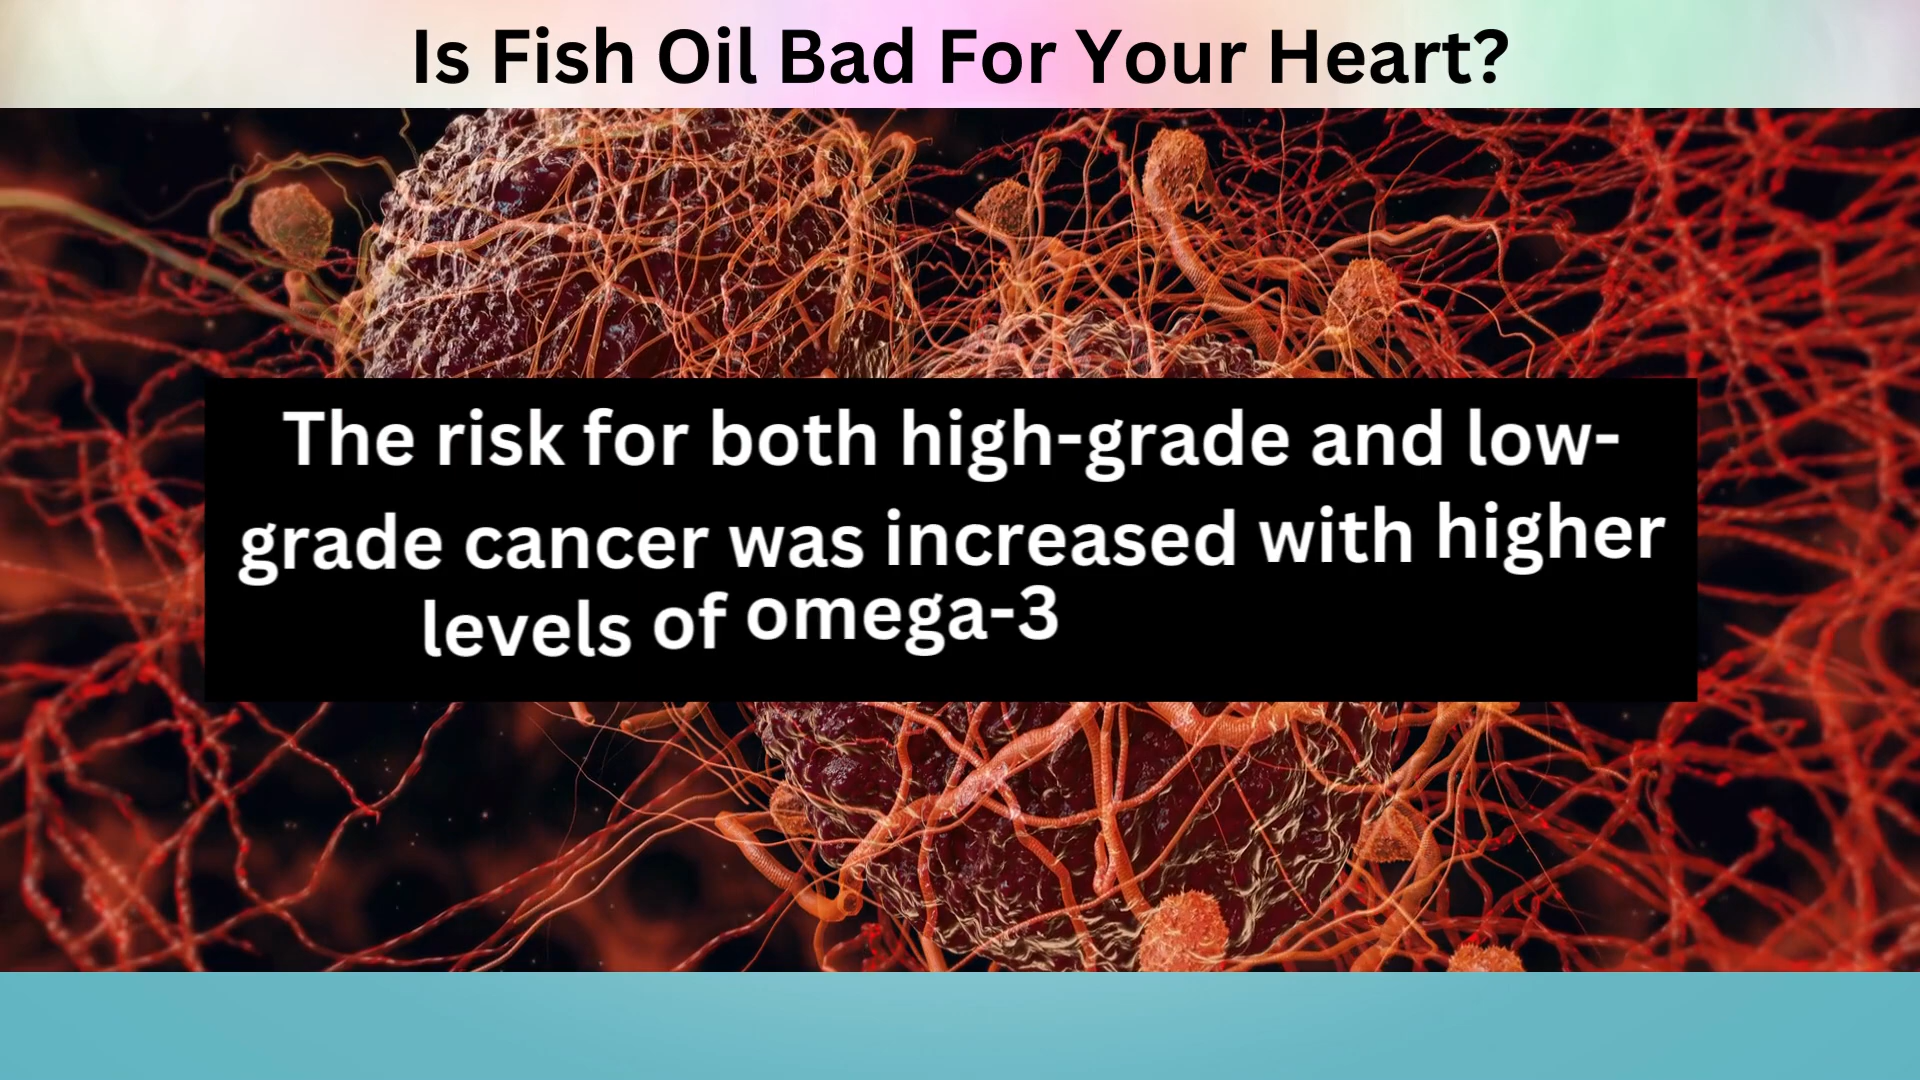 Is Fish Oil Bad For Your Heart?
The risk for both high-grade and low-
grade cancer was increased with higher
levels of omega-3